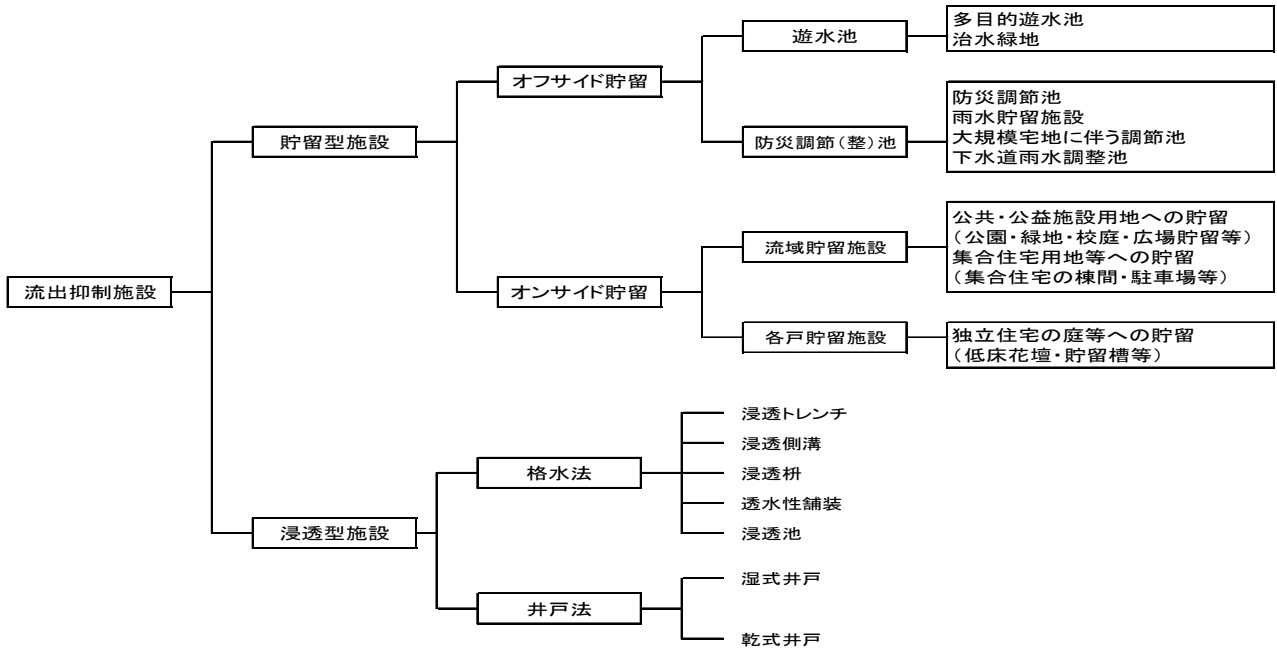 流出抑制施設
貯留型施設
オフサイド貯留
遊水池
多目的遊水池
治水緑地
防災調節(整)池
防災調節池
雨水貯留施設
大規模宅地に伴う調節池
下水道雨水調整池
オンサイド貯留
流域貯留施設
公共・公益施設用地への貯留
(公園・緑地・校庭・広場貯留等)
集合住宅用地等への貯留
(集合住宅の棟間・駐車場等)
各戸貯留施設
独立住宅の庭等への貯留
(低床花壇・貯留槽等)
浸透型施設
格水法
浸透トレンチ
浸透側溝
浸透枡
透水性舗装
浸透池
井戸法
湿式井戸
乾式井戸